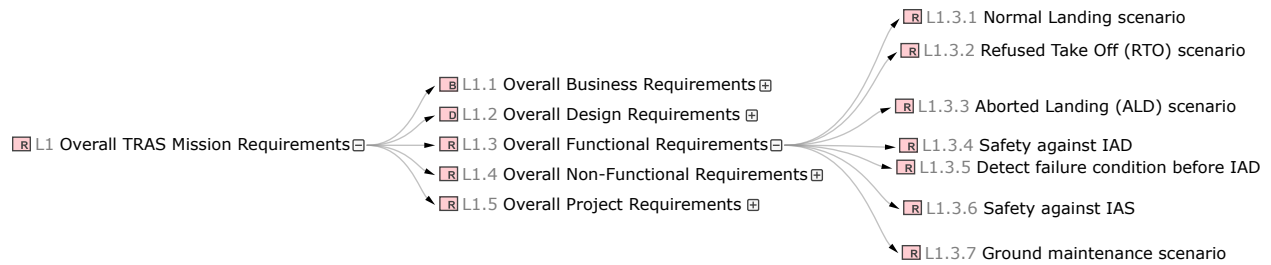 R L1 Overall TRAS Mission Requirements
B L1.1 Overall Business Requirements
D L1.2 Overall Design Requirements
R L1.3 Overall Functional Requirements
R L1.4 Overall Non-Functional Requirements
R L1.5 Overall Project Requirements
R L1.3.1 Normal Landing scenario
R L1.3.2 Refused Take Off (RTO) scenario
R L1.3.3 Aborted Landing (ALD) scenario
R L1.3.4 Safety against IAD
R L1.3.5 Detect failure condition before IAD
R L1.3.6 Safety against IAS
R L1.3.7 Ground maintenance scenario